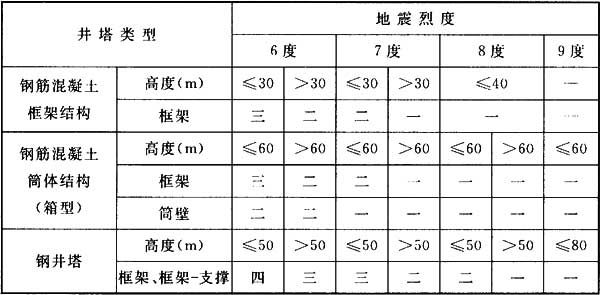 井塔类型 地震烈度
6度 7度 8度 9度
钢筋混凝土框架结构 高度(m) ≤30 >30 ≤30 >30 ≤40 —
框架 三 二 二 一 一 —
钢筋混凝土筒体结构(箱型) 高度(m) ≤60 >60 ≤60 >60 ≤60 >60 ≤60
框架 三 二 二 一 一 一 一
筒壁 二 二 一 一 一 一 一
钢井塔 高度(m) ≤50 >50 ≤50 >50 ≤50 >50 ≤80
框架、框架-支撑 四 三 三 二 二 一 一